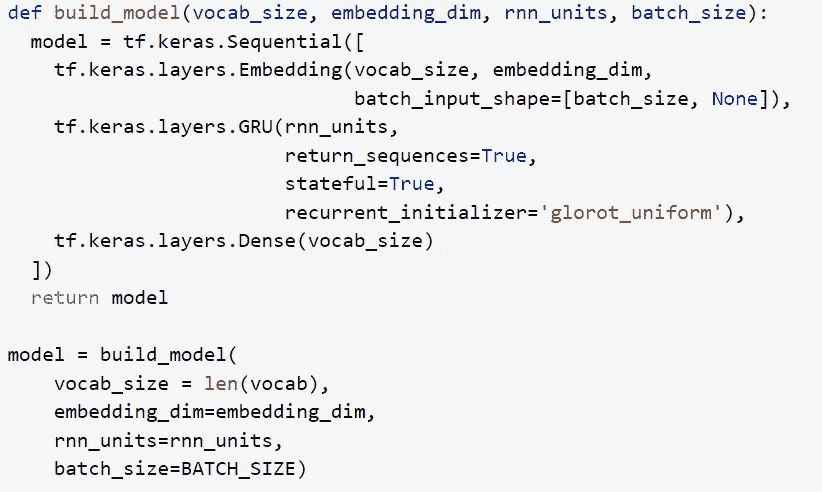 def build_model(vocab_size, embedding_dim, rnn_units, batch_size):
  model = tf.keras.Sequential([
    tf.keras.layers.Embedding(vocab_size, embedding_dim,
                              batch_input_shape=[batch_size, None]),
    tf.keras.layers.GRU(rnn_units,
                        return_sequences=True,
                        stateful=True,
                        recurrent_initializer='glorot_uniform'),
    tf.keras.layers.Dense(vocab_size)
  ])
  return model

model = build_model(
    vocab_size = len(vocab),
    embedding_dim=embedding_dim,
    rnn_units=rnn_units,
    batch_size=BATCH_SIZE)